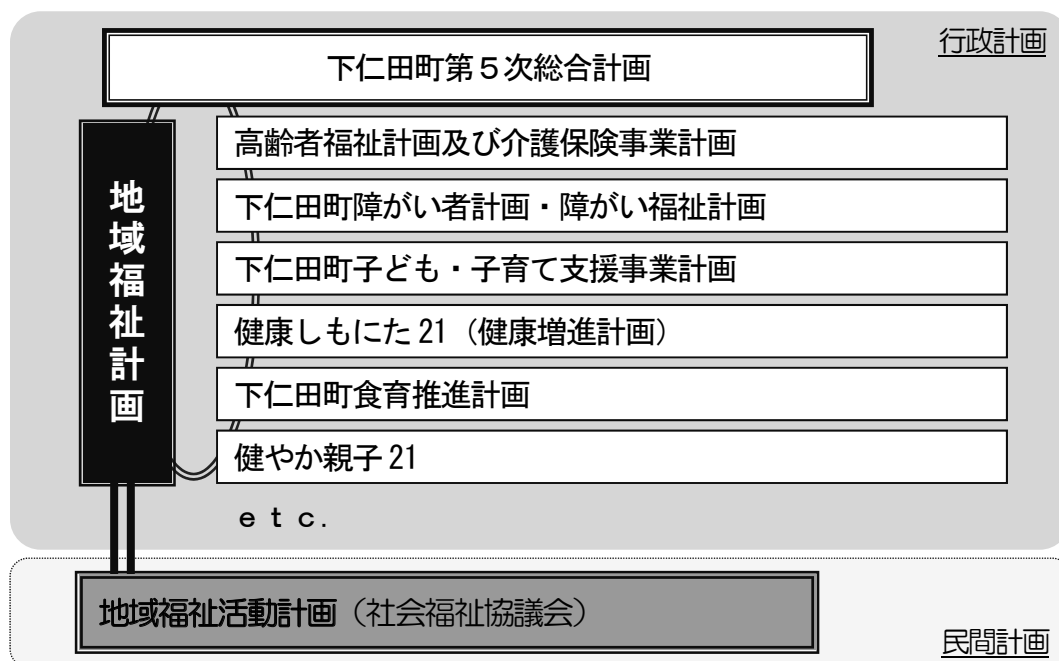 行政計画
下仁田町第５次総合計画
地域福祉計画
高齢者福祉計画及び介護保険事業計画
下仁田町障がい者計画・障がい福祉計画
下仁田町子ども・子育て支援事業計画
健康しもにた 21（健康増進計画）
下仁田町食育推進計画
健やか親子 21
ｅｔｃ.
地域福祉活動計画（社会福祉協議会）
民間計画